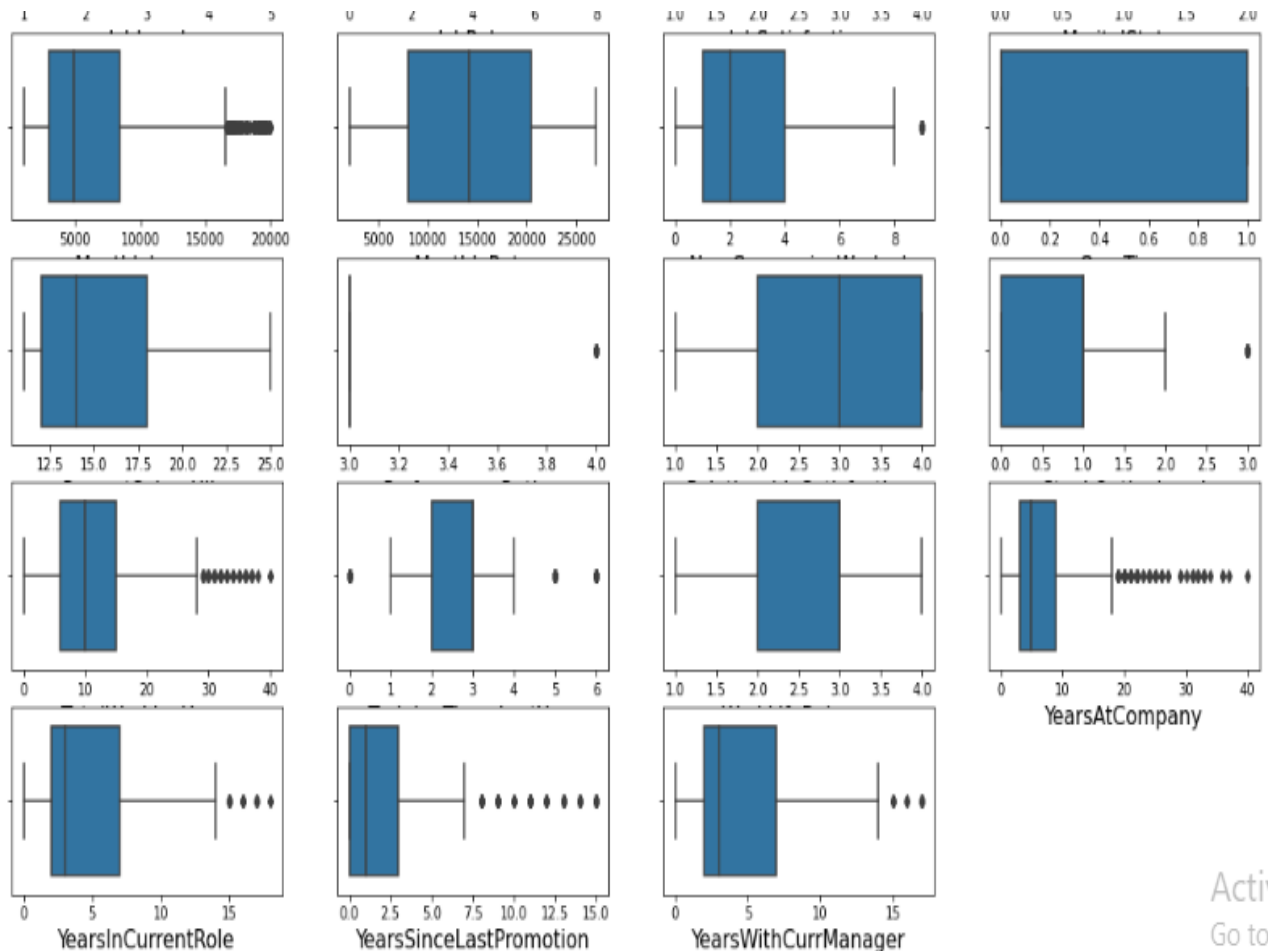 1 2 3 4 5
0 2 4 6 8
1.0 1.5 2.0 2.5 3.0 3.5 4.0
0.0 0.5 1.0 1.5 2.0
5000 10000 15000 20000
5000 10000 15000 20000 25000
0 2 4 6 8
0.0 0.2 0.4 0.6 0.8 1.0
12.5 15.0 17.5 20.0 22.5 25.0
3.0 3.2 3.4 3.6 3.8 4.0
1.0 1.5 2.0 2.5 3.0 3.5 4.0
0.0 0.5 1.0 1.5 2.0 2.5 3.0
0 10 20 30 40
0 1 2 3 4 5 6
1.0 1.5 2.0 2.5 3.0 3.5 4.0
0 10 20 30 40
YearsAtCompany
0 5 10 15
YearsInCurrentRole
0.0 2.5 5.0 7.5 10.0 12.5 15.0
YearsSinceLastPromotion
0 5 10 15
YearsWithCurrManager
Go to